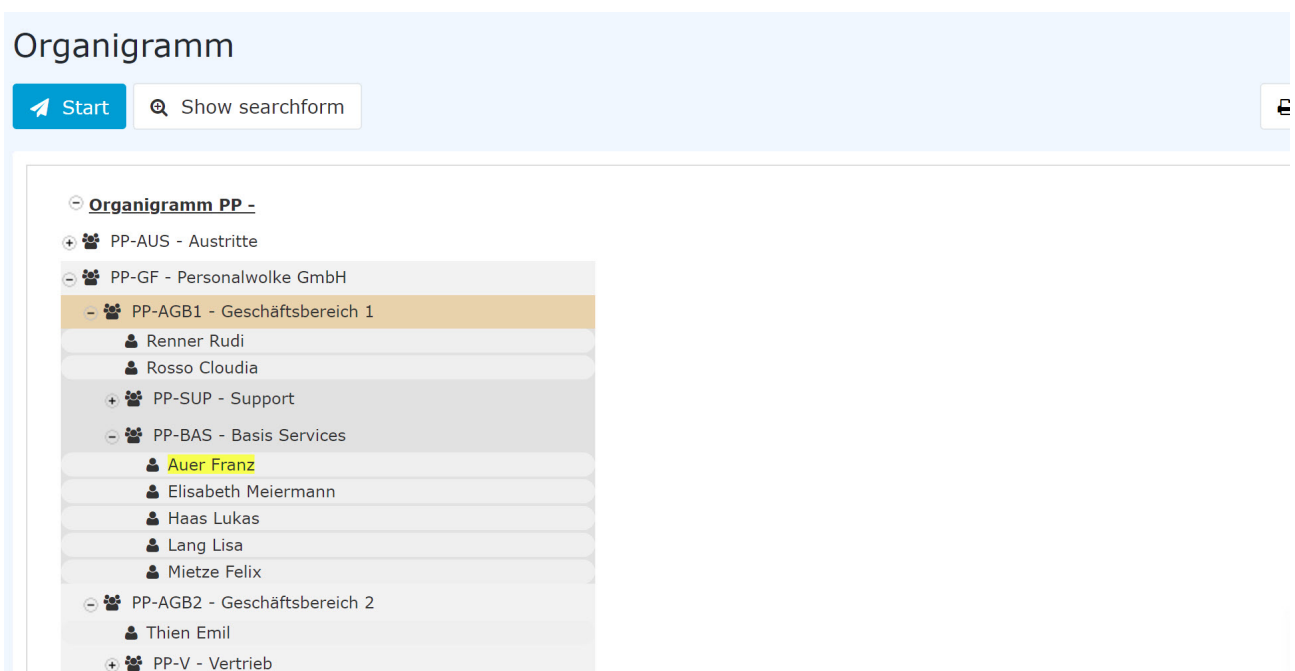 Organigramm
Start
Show searchform
Organigramm PP -
PP-AUS - Austritte
PP-GF - Personalwolke GmbH
PP-AGB1 - Geschäftsbereich 1
Renner Rudi
Rosso Cloudia
PP-SUP - Support
PP-BAS - Basis Services
Auer Franz
Elisabeth Meiermann
Haas Lukas
Lang Lisa
Mietze Felix
PP-AGB2 - Geschäftsbereich 2
Thien Emil
PP-V - Vertrieb